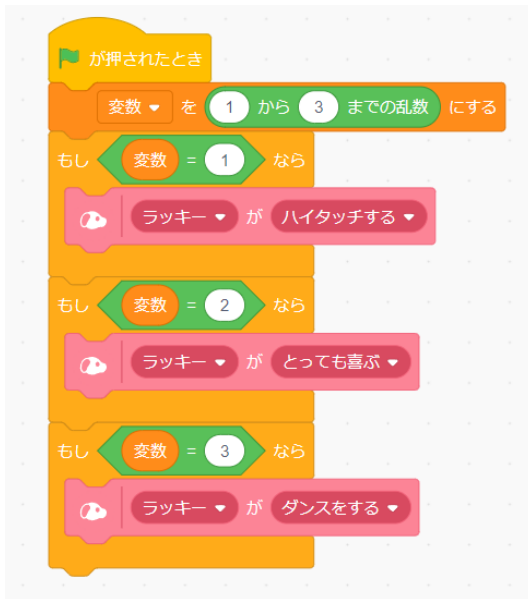 が押されたとき
変数 を 1 から 3 までの乱数 にする
もし 変数 = 1 なら
ラッキー が ハイタッチする
もし 変数 = 2 なら
ラッキー が とっても喜ぶ
もし 変数 = 3 なら
ラッキー が ダンスをする